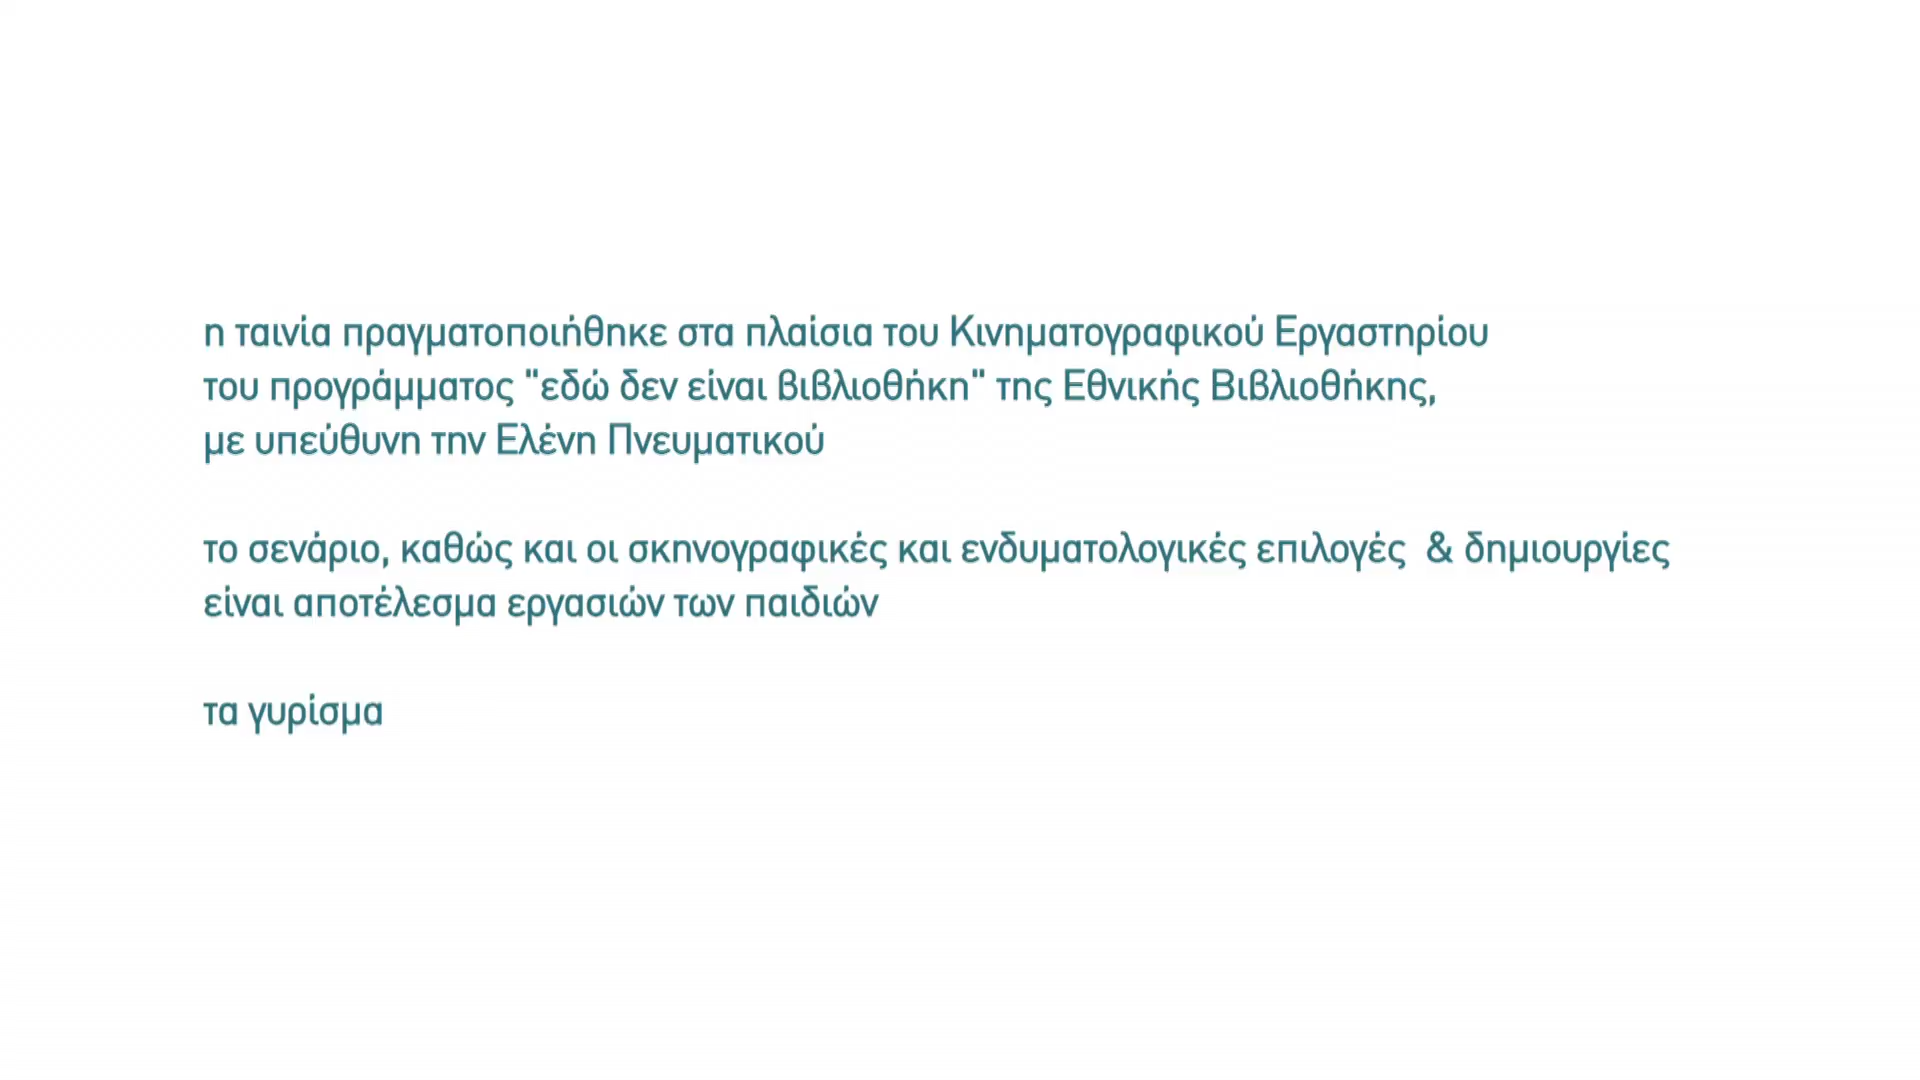 η ταινία πραγματοποιήθηκε στα πλαίσια του Κινηματογραφικού Εργαστηρίου
του προγράμματος "εδώ δεν είναι βιβλιοθήκη" της Εθνικής Βιβλιοθήκης,
με υπεύθυνη την Ελένη Πνευματικού
το σενάριο, καθώς και οι σκηνογραφικές και ενδυματολογικές επιλογές & δημιουργίες
είναι αποτέλεσμα εργασιών των παιδιών
τα γυρίσμα